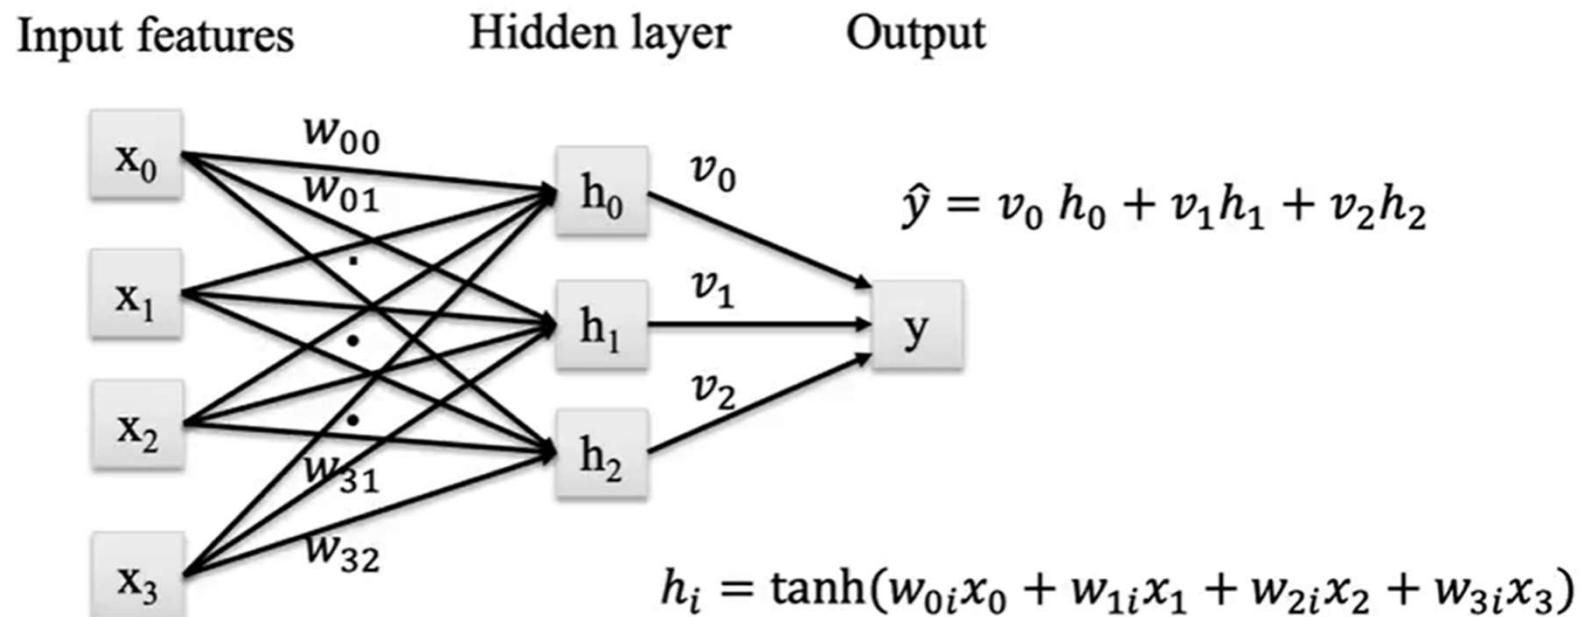 Input features Hidden layer Output
x₀
w₀₀
w₀₁
h₀
v₀
ŷ = v₀ h₀ + v₁h₁ + v₂h₂
x₁
h₁
v₁
y
x₂
h₂
v₂
w₃₁
w₃₂
x₃
hᵢ = tanh(w₀ᵢx₀ + w₁ᵢx₁ + w₂ᵢx₂ + w₃ᵢx₃)